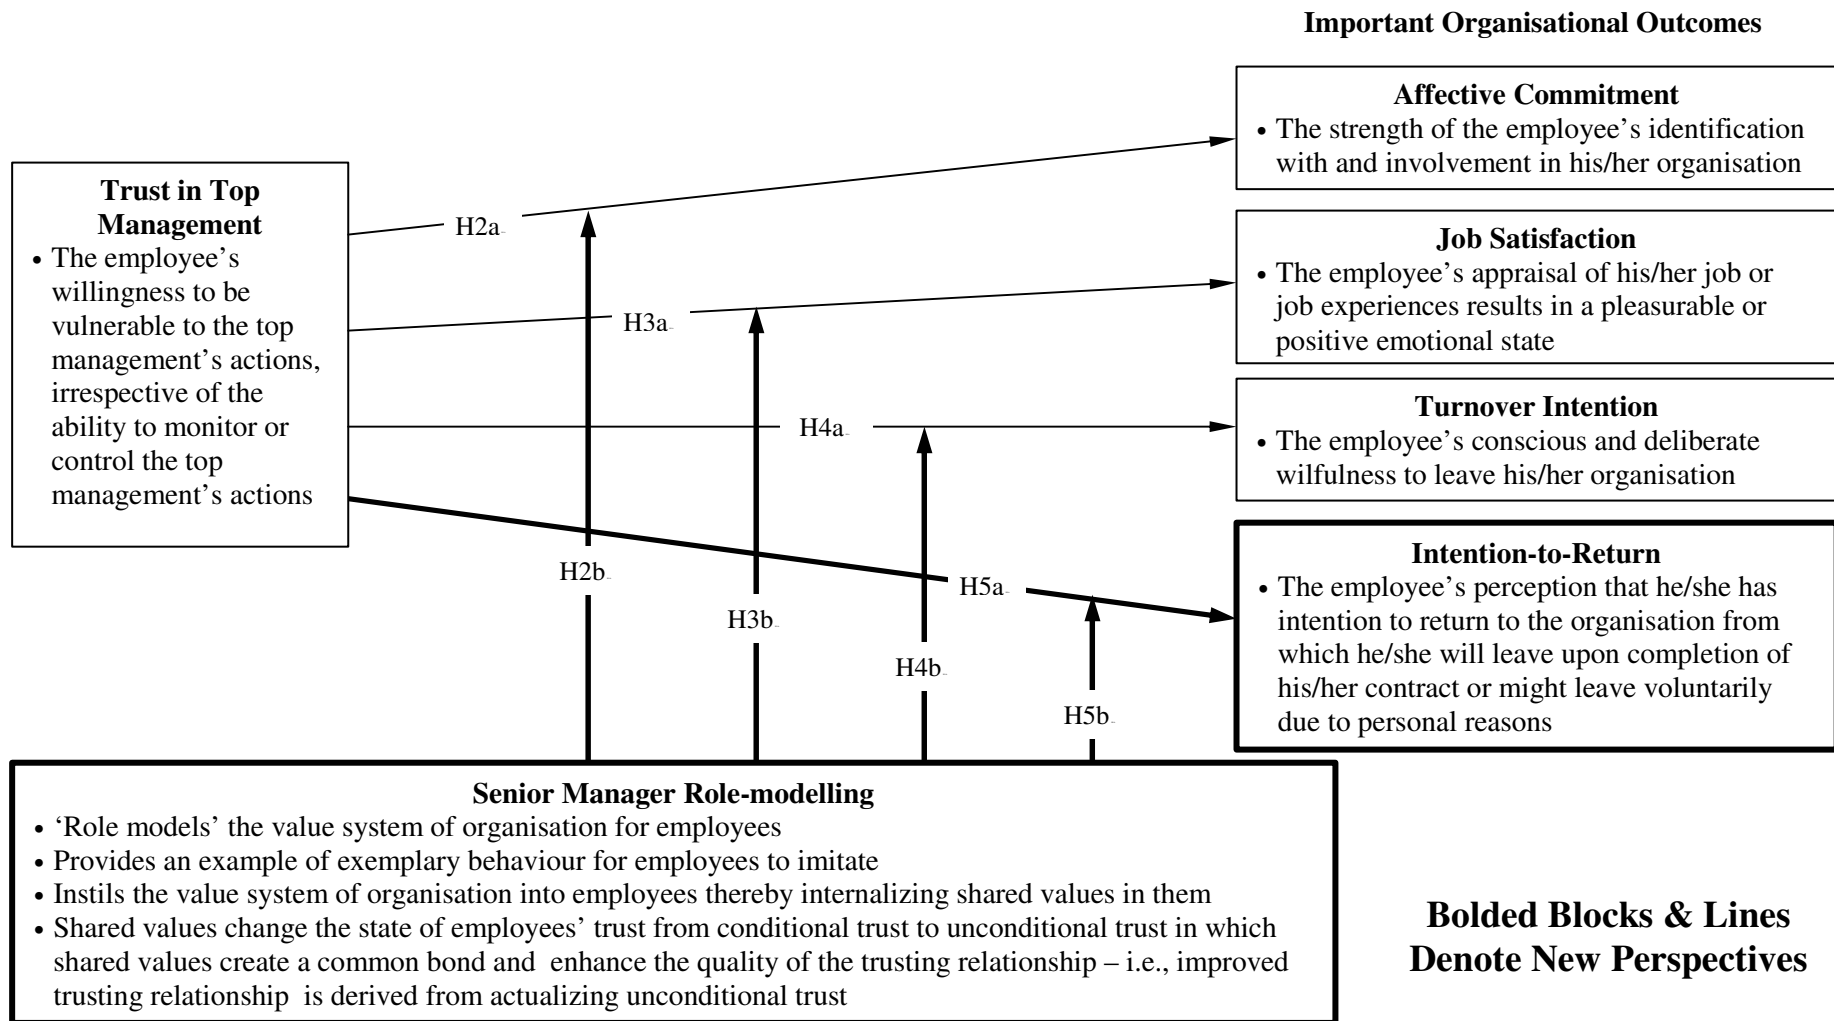 Important Organisational Outcomes
Affective Commitment
• The strength of the employee’s identification
with and involvement in his/her organisation
Trust in Top
Management
• The employee’s
willingness to be
vulnerable to the top
management’s actions,
irrespective of the
ability to monitor or
control the top
management’s actions
H2a
Job Satisfaction
• The employee’s appraisal of his/her job or
job experiences results in a pleasurable or
positive emotional state
H3a
Turnover Intention
• The employee’s conscious and deliberate
wilfulness to leave his/her organisation
H4a
Intention-to-Return
• The employee’s perception that he/she has
intention to return to the organisation from
which he/she will leave upon completion of
his/her contract or might leave voluntarily
due to personal reasons
H2b
H5a
H3b
H4b
H5b
Senior Manager Role-modelling
• ‘Role models’ the value system of organisation for employees
• Provides an example of exemplary behaviour for employees to imitate
• Instils the value system of organisation into employees thereby internalizing shared values in them
• Shared values change the state of employees’ trust from conditional trust to unconditional trust in which
shared values create a common bond and enhance the quality of the trusting relationship – i.e., improved
trusting relationship is derived from actualizing unconditional trust
Bolded Blocks & Lines
Denote New Perspectives